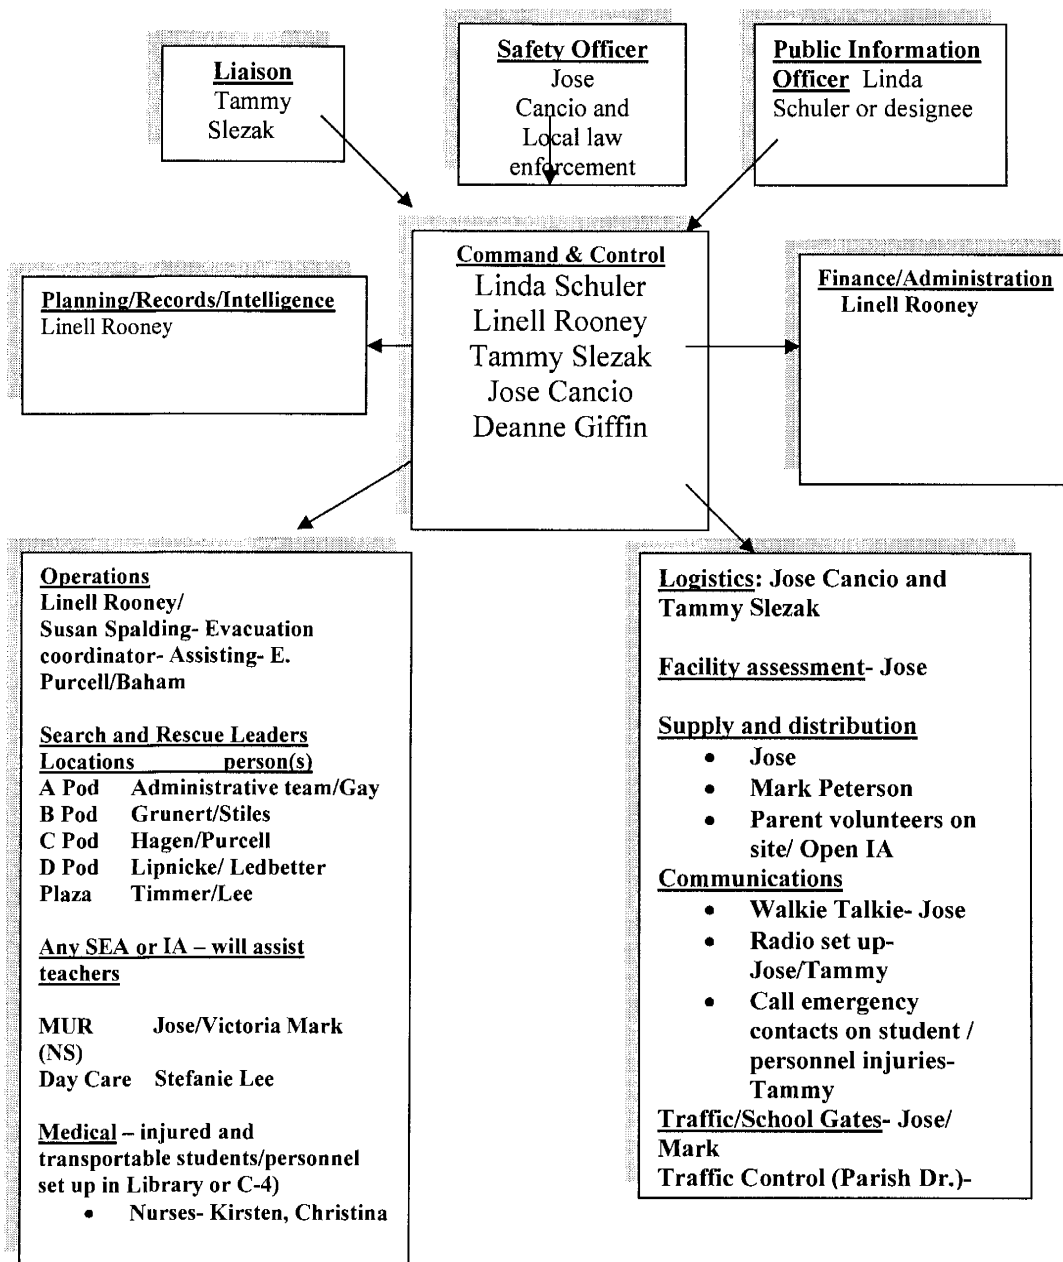 Liaison
Tammy
Slezak
Safety Officer
Jose
Cancio and
Local law
enforcement
Public Information
Officer Linda
Schuler or designee
Command & Control
Linda Schuler
Linell Rooney
Tammy Slezak
Jose Cancio
Deanne Giffin
Planning/Records/Intelligence
Linell Rooney
Finance/Administration
Linell Rooney
Operations
Linell Rooney/
Susan Spalding- Evacuation
coordinator- Assisting- E.
Purcell/Baham
Search and Rescue Leaders
Locations person(s)
A Pod Administrative team/Gay
B Pod Grunert/Stiles
C Pod Hagen/Purcell
D Pod Lipnicke/ Ledbetter
Plaza Timmer/Lee
Any SEA or IA – will assist
teachers
MUR Jose/Victoria Mark
(NS)
Day Care Stefanie Lee
Medical – injured and
transportable students/personnel
set up in Library or C-4)
• Nurses- Kirsten, Christina
Logistics: Jose Cancio and
Tammy Slezak
Facility assessment- Jose
Supply and distribution
• Jose
• Mark Peterson
• Parent volunteers on
site/ Open IA
Communications
• Walkie Talkie- Jose
• Radio set up-
Jose/Tammy
• Call emergency
contacts on student /
personnel injuries-
Tammy
Traffic/School Gates- Jose/
Mark
Traffic Control (Parish Dr.)-